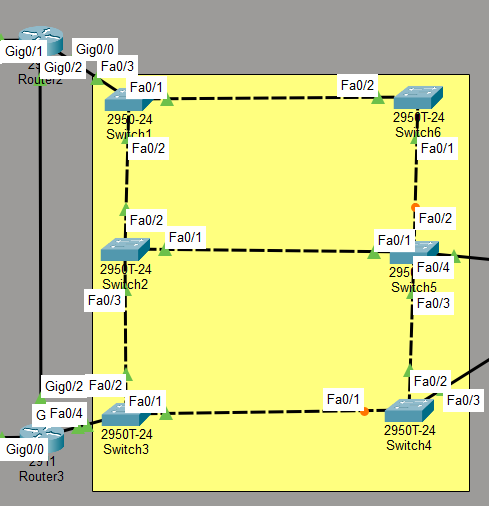 Gig0/1
Gig0/0
Gig0/2
Router2
Fa0/3
Fa0/1
2950-24
Switch1
Fa0/2
Fa0/2
2950T-24
Switch6
Fa0/1
Fa0/2
Fa0/1
2950T-24
Switch2
Fa0/3
Fa0/2
Fa0/1
Fa0/4
Switch5
Fa0/3
Gig0/2
Fa0/2
Fa0/1
G
Fa0/4
2950T-24
Switch3
Gig0/0
2911
Router3
Fa0/1
Fa0/2
Fa0/3
2950T-24
Switch4